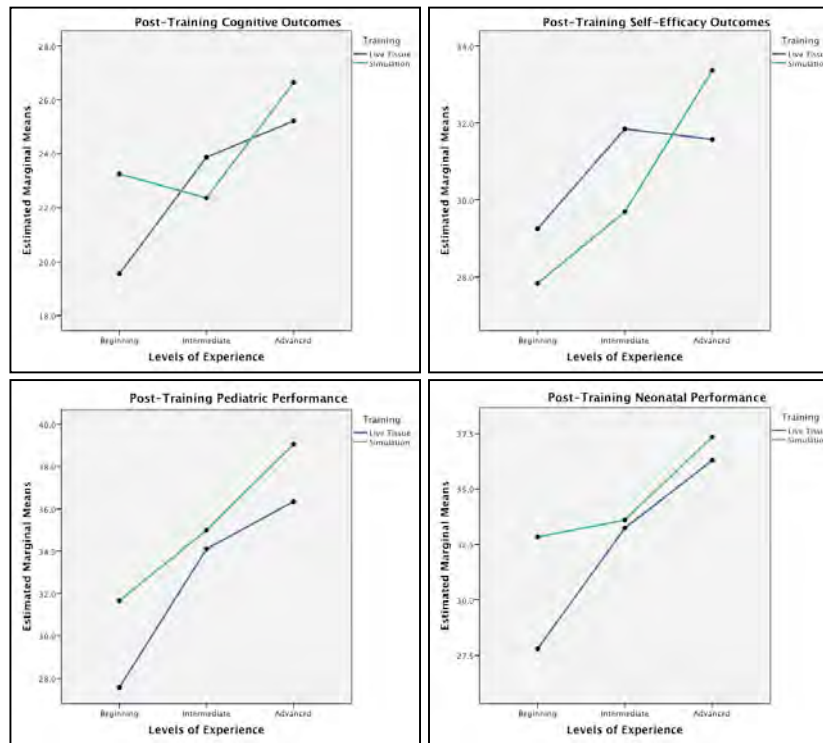 Post-Training Cognitive Outcomes
Training
Live Tissue
Simulation
Estimated Marginal Means
28.0
26.0
24.0
22.0
20.0
18.0
Beginning
Intermediate
Advanced
Levels of Experience
Post-Training Self-Efficacy Outcomes
Training
Live Tissu
Simulation
Estimated Marginal Means
34.0
32.0
30.0
28.0
Beginning
Intermediate
Advanced
Levels of Experience
Post-Training Pediatric Performance
Training
Live Tissue
Simulation
Estimated Marginal Means
40.0
38.0
36.0
34.0
32.0
30.0
28.0
Beginning
Intermediate
Advanced
Levels of Experience
Post-Training Neonatal Performance
Training
Live Tissu
Simulation
Estimated Marginal Means
37.5
35.0
32.5
30.0
27.5
Beginning
Intermediate
Advanced
Levels of Experience